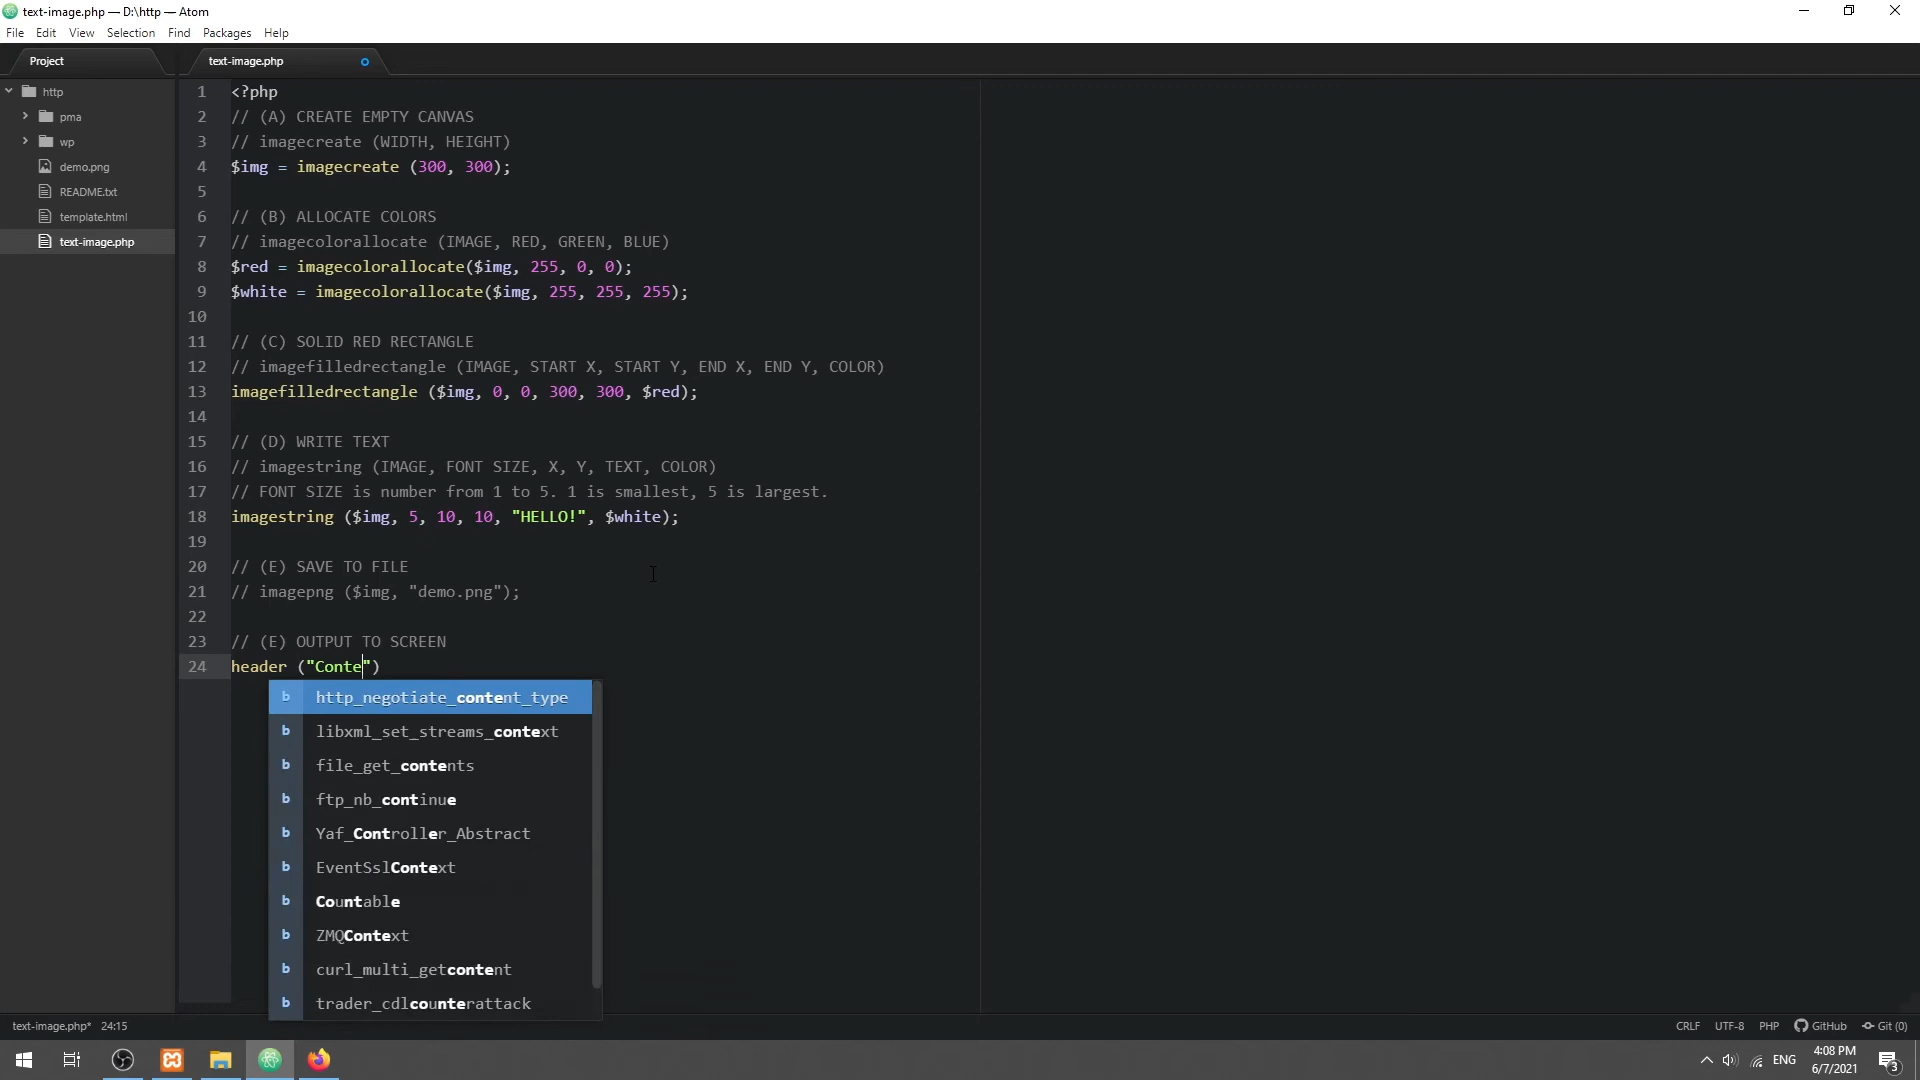 text-image.php — D:\http — Atom
File Edit View Selection Find Packages Help
Project
text-image.php
http
pma
wp
demo.png
README.txt
template.html
text-image.php
1 <?php
2 // (A) CREATE EMPTY CANVAS
3 // imagecreate (WIDTH, HEIGHT)
4 $img = imagecreate (300, 300);
5
6 // (B) ALLOCATE COLORS
7 // imagecolorallocate (IMAGE, RED, GREEN, BLUE)
8 $red = imagecolorallocate($img, 255, 0, 0);
9 $white = imagecolorallocate($img, 255, 255, 255);
10
11 // (C) SOLID RED RECTANGLE
12 // imagefilledrectangle (IMAGE, START X, START Y, END X, END Y, COLOR)
13 imagefilledrectangle ($img, 0, 0, 300, 300, $red);
14
15 // (D) WRITE TEXT
16 // imagestring (IMAGE, FONT SIZE, X, Y, TEXT, COLOR)
17 // FONT SIZE is number from 1 to 5. 1 is smallest, 5 is largest.
18 imagestring ($img, 5, 10, 10, "HELLO!", $white);
19
20 // (E) SAVE TO FILE
21 // imagepng ($img, "demo.png");
22
23 // (E) OUTPUT TO SCREEN
24 header ("Conte")
b http_negotiate_content_type
b libxml_set_streams_context
b file_get_contents
b ftp_nb_continue
b Yaf_Controller_Abstract
b EventSslContext
b Countable
b ZMQContext
b curl_multi_getcontent
b trader_cdlcounterattack
text-image.php* 24:15
CRLF UTF-8 PHP GitHub Git (0)
ENG
4:08 PM
6/7/2021
3